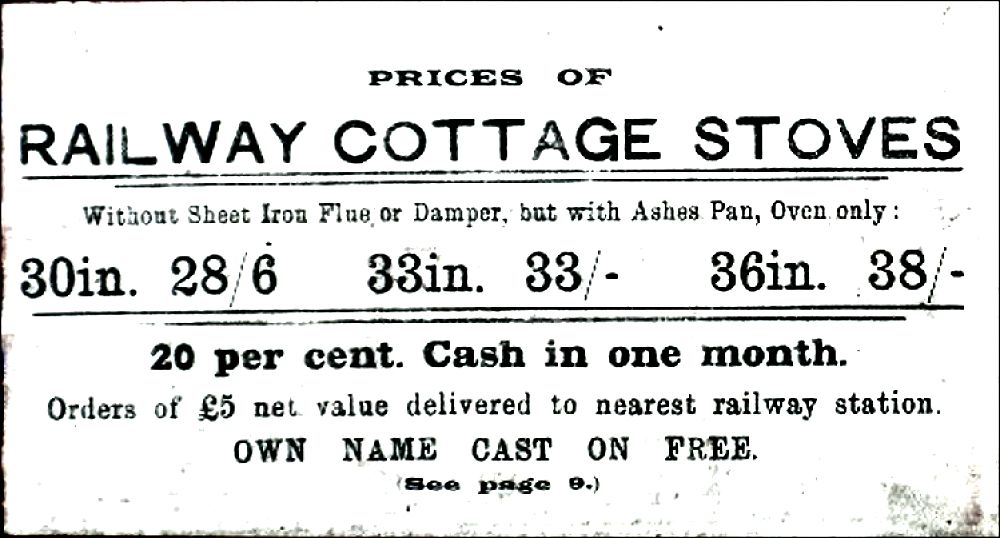 PRICES OF
RAILWAY COTTAGE STOVES
Without Sheet Iron Flue or Damper, but with Ashes Pan, Oven only:
30in. 28/6 33in. 33/- 36in. 38/-
20 per cent. Cash in one month.
Orders of £5 net value delivered to nearest railway station.
OWN NAME CAST ON FREE.
(See page 9.)